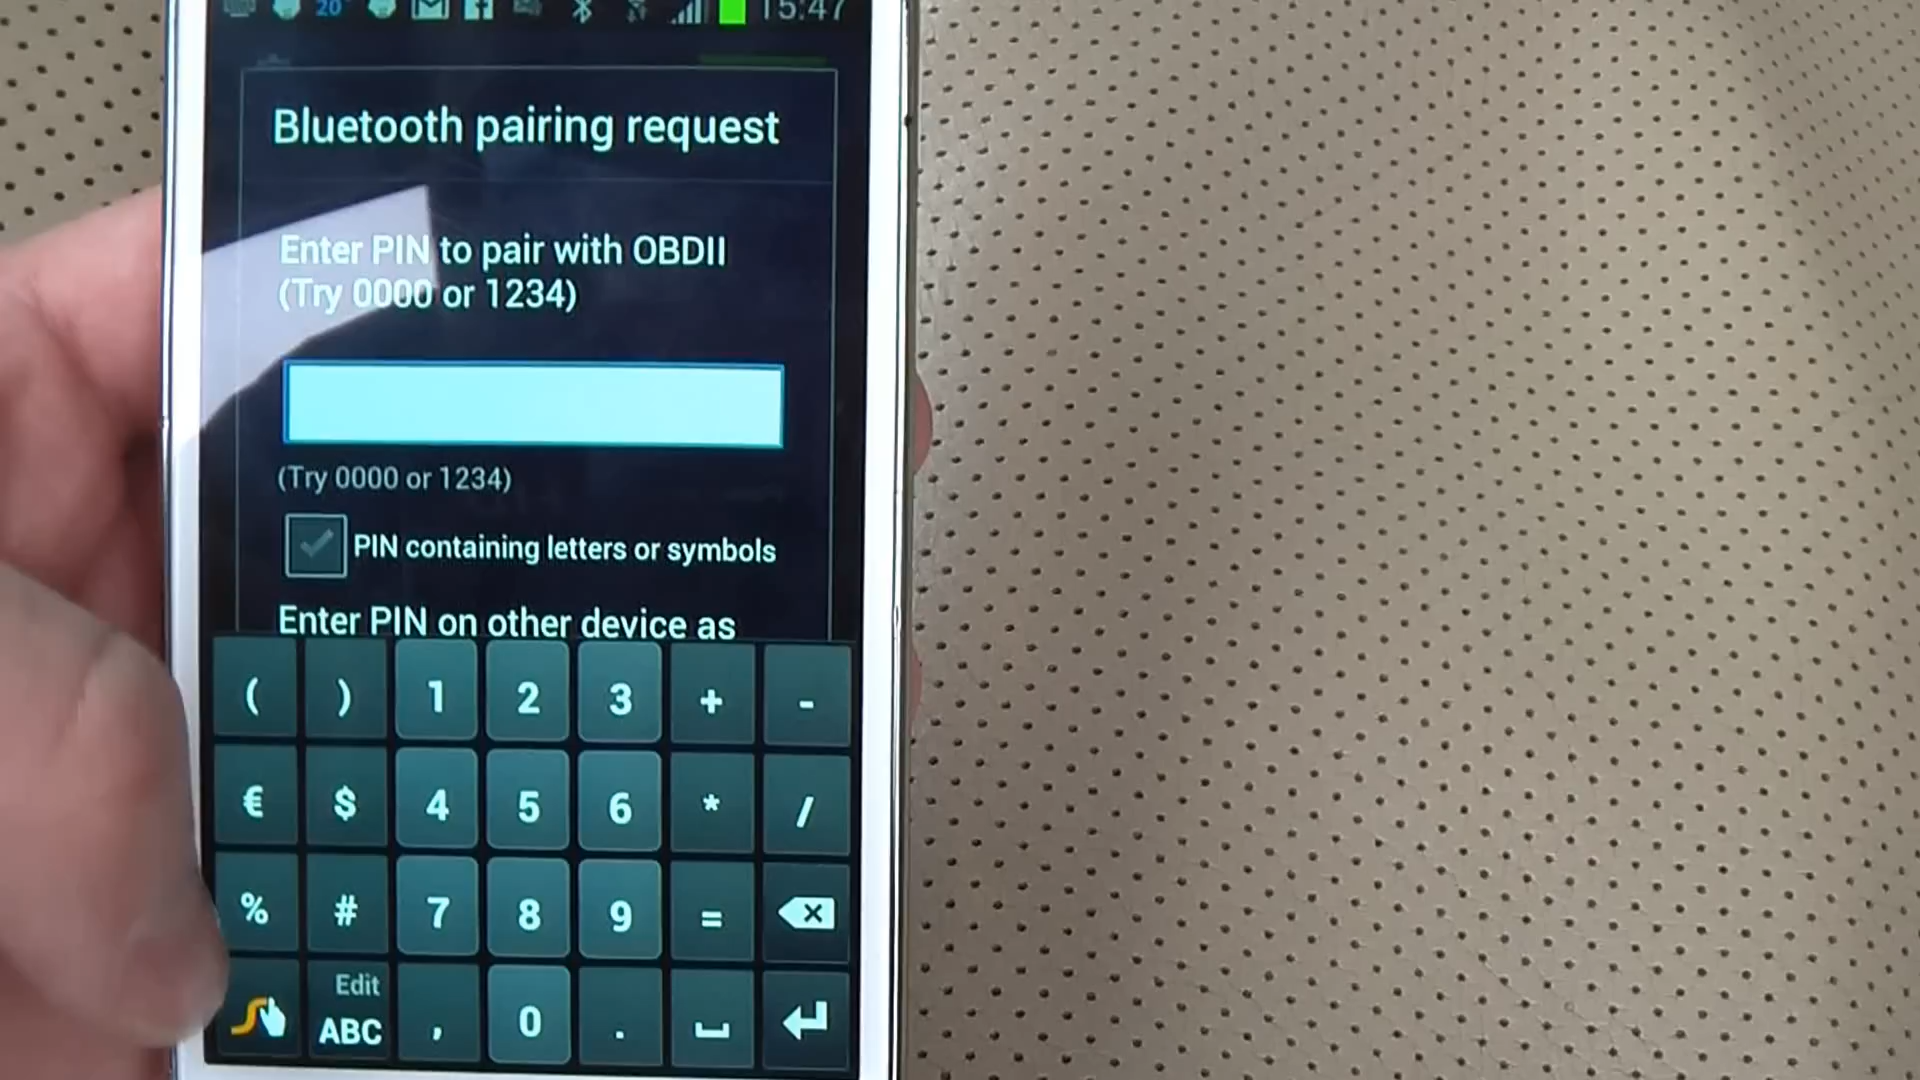 20°
15:47
Bluetooth pairing request
Enter PIN to pair with OBDII
(Try 0000 or 1234)
(Try 0000 or 1234)
PIN containing letters or symbols
Enter PIN on other device as
( ) 1 2 3 + -
€ $ 4 5 6 * /
% # 7 8 9 =
Edit
ABC , 0 .